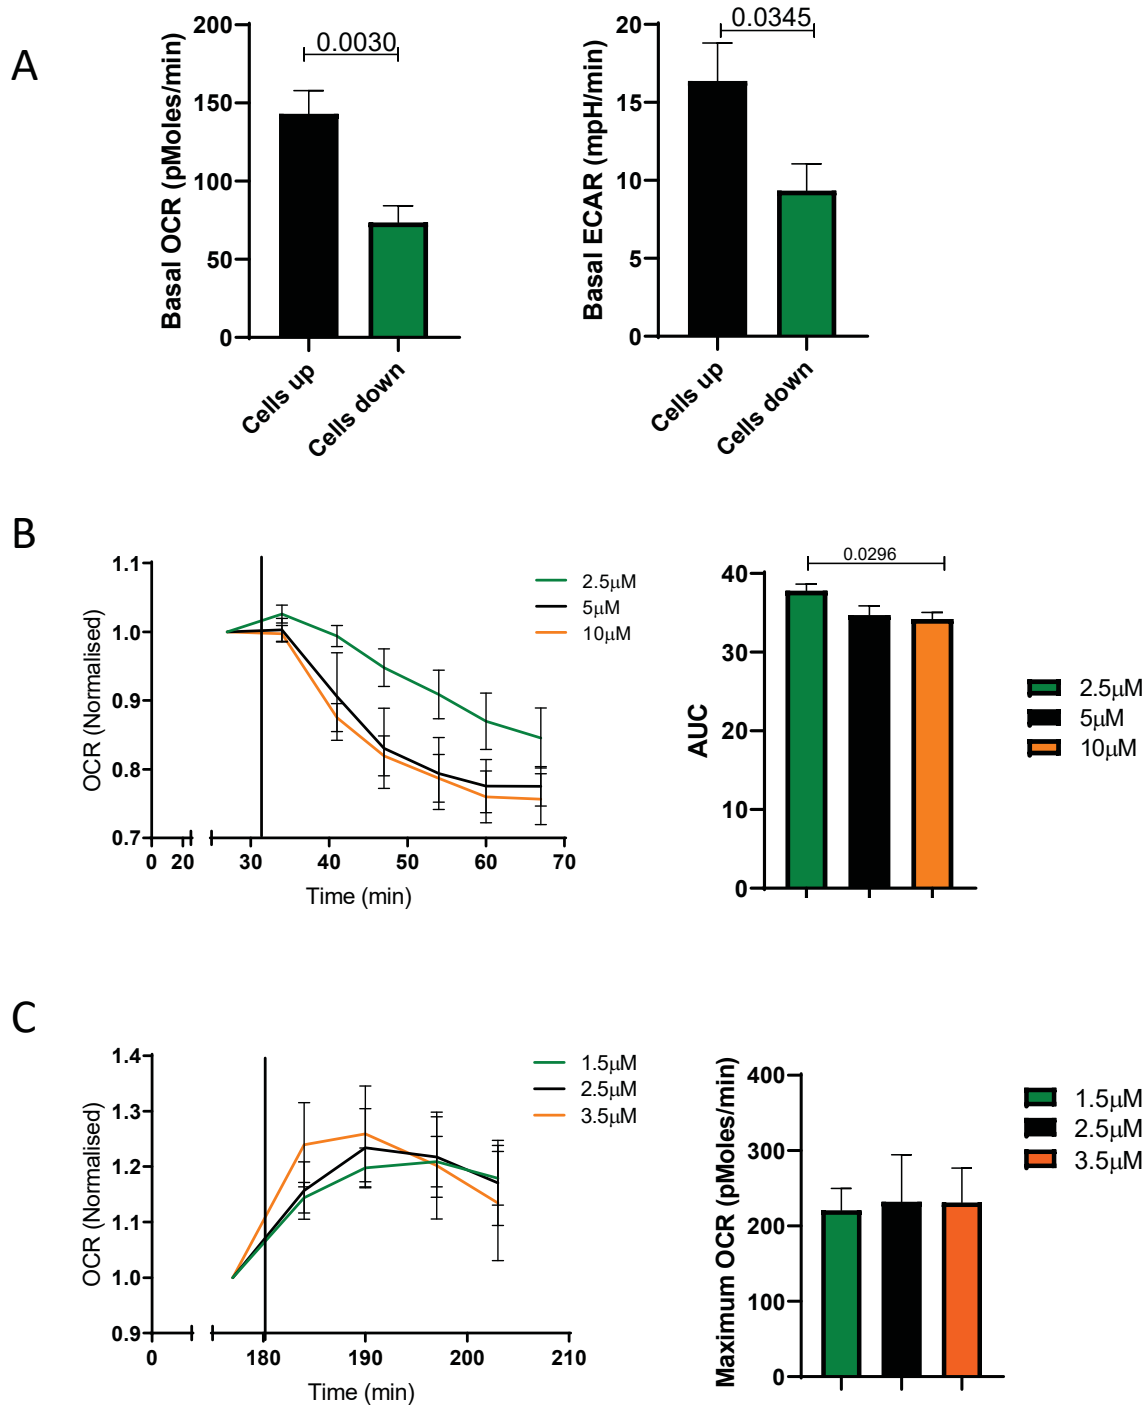 A
Basal OCR (pMoles/min)
200
150
100
50
0
0.0030
Cells up
Cells down
Basal ECAR (mpH/min)
20
15
10
5
0
0.0345
Cells up
Cells down
B
OCR (Normalised)
1.1
1.0
0.9
0.8
0.7
0 20 30 40 50 60 70
Time (min)
2.5μM
5μM
10μM
AUC
40
30
20
10
0
0.0296
2.5μM
5μM
10μM
C
OCR (Normalised)
1.4
1.3
1.2
1.1
1.0
0.9
0 180 190 200 210
Time (min)
1.5μM
2.5μM
3.5μM
Maximum OCR (pMoles/min)
400
300
200
100
0
1.5μM
2.5μM
3.5μM